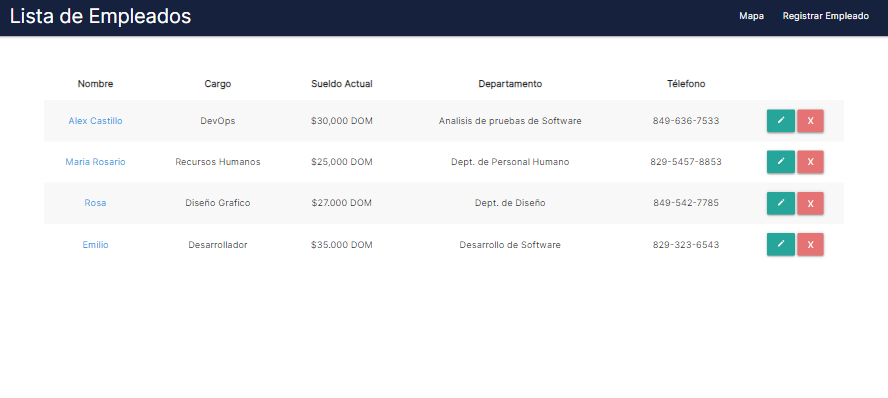 Lista de Empleados Mapa Registrar Empleado
Nombre Cargo Sueldo Actual Departamento Télefono
Alex Castillo DevOps $30,000 DOM Analisis de pruebas de Software 849-636-7533 X
Maria Rosario Recursos Humanos $25,000 DOM Dept. de Personal Humano 829-5457-8853 X
Rosa Diseño Grafico $27.000 DOM Dept. de Diseño 849-542-7785 X
Emilio Desarrollador $35.000 DOM Desarrollo de Software 829-323-6543 X